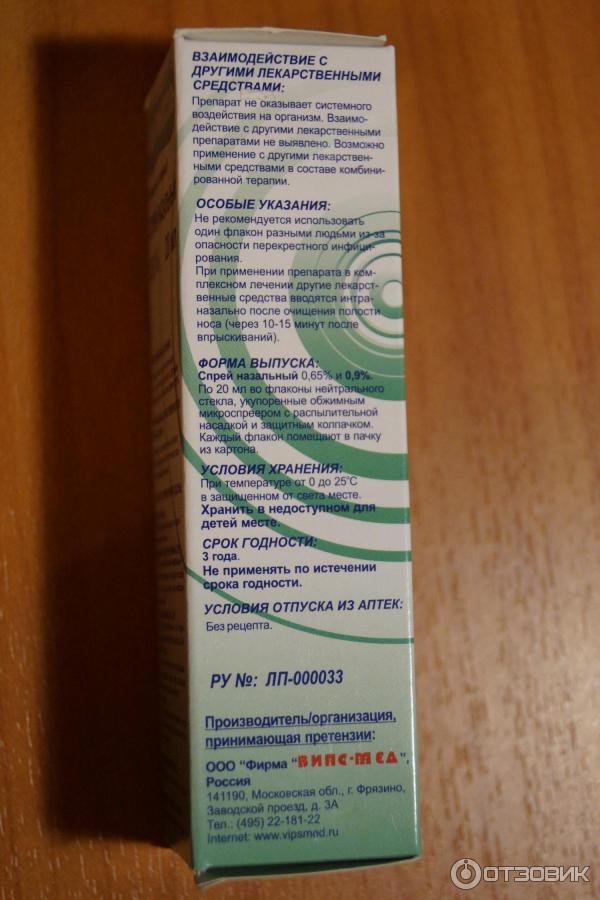 ВЗАИМОДЕЙСТВИЕ С
ДРУГИМИ ЛЕКАРСТВЕННЫМИ
СРЕДСТВАМИ:
Препарат не оказывает системного
воздействия на организм. Взаимо-
действие с другими лекарственными
препаратами не выявлено. Возможно
применение с другими лекарствен-
ными средствами в составе комбини-
рованной терапии.
ОСОБЫЕ УКАЗАНИЯ:
Не рекомендуется использовать
один флакон разными людьми из-за
опасности перекрестного инфици-
рования.
При применении препарата в ком-
плексном лечении другие лекарст-
венные средства вводятся интра-
назально после очищения полости
носа (через 10-15 минут после
впрыскиваний).
ФОРМА ВЫПУСКА:
Спрей назальный 0,65% и 0,9%.
По 20 мл во флаконы нейтрального
стекла, укупоренные обжимным
микроспреером с распылительной
насадкой и защитным колпачком.
Каждый флакон помещают в пачку
из картона.
УСЛОВИЯ ХРАНЕНИЯ:
При температуре от 0 до 25°С
в защищенном от света месте.
Хранить в недоступном для
детей месте.
СРОК ГОДНОСТИ:
3 года.
Не применять по истечении
срока годности.
УСЛОВИЯ ОТПУСКА ИЗ АПТЕК:
Без рецепта.
РУ №: ЛП-000033
Производитель/организация,
принимающая претензии:
ООО "Фирма "ВИПС-МЕД",
Россия
141190, Московская обл., г. Фрязино,
Заводской проезд, д. 3А
Тел.: (495) 22-181-22
Internet: www.vipsmed.ru
ОТЗОВИК